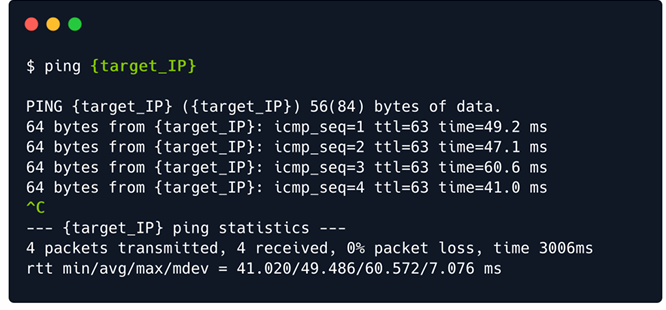 $ ping {target_IP}
PING {target_IP} ({target_IP}) 56(84) bytes of data.
64 bytes from {target_IP}: icmp_seq=1 ttl=63 time=49.2 ms
64 bytes from {target_IP}: icmp_seq=2 ttl=63 time=47.1 ms
64 bytes from {target_IP}: icmp_seq=3 ttl=63 time=60.6 ms
64 bytes from {target_IP}: icmp_seq=4 ttl=63 time=41.0 ms
^C
--- {target_IP} ping statistics ---
4 packets transmitted, 4 received, 0% packet loss, time 3006ms
rtt min/avg/max/mdev = 41.020/49.486/60.572/7.076 ms